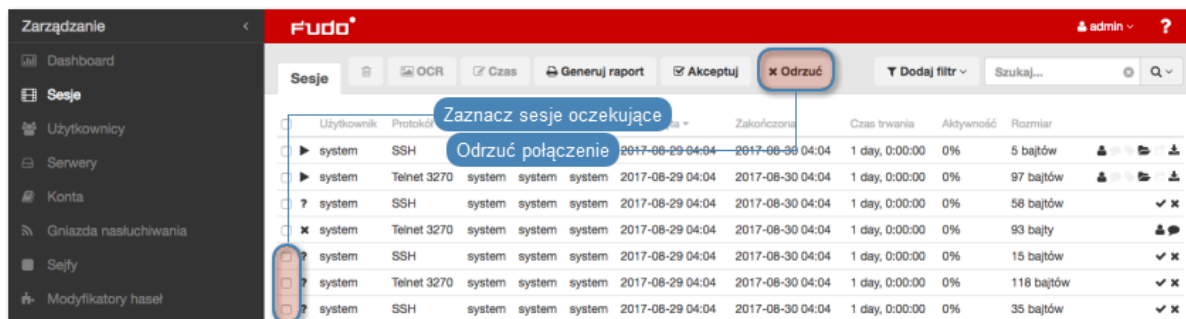 Zarządzanie
Fudo
admin
?
Dashboard
Sesje
Użytkownicy
Serwery
Konta
Gniazda nasłuchiwania
Sejfy
Modyfikatory haseł
Sesje OCR Czas Generuj raport Akceptuj Odrzuć Dodaj filtr Szukaj...
Zaznacz sesje oczekujące
Odrzuć połączenie
Użytkownik Protokół Zakończona Czas trwania Aktywność Rozmiar
system SSH 2017-08-29 04:04 2017-08-30 04:04 1 day, 0:00:00 0% 5 bajtów
system Telnet 3270 system system system 2017-08-29 04:04 2017-08-30 04:04 1 day, 0:00:00 0% 97 bajtów
? system SSH system system system 2017-08-29 04:04 2017-08-30 04:04 1 day, 0:00:00 0% 58 bajtów
system Telnet 3270 system system system 2017-08-29 04:04 2017-08-30 04:04 1 day, 0:00:00 0% 93 bajty
? system SSH system system system 2017-08-29 04:04 2017-08-30 04:04 1 day, 0:00:00 0% 15 bajtów
? system Telnet 3270 system system system 2017-08-29 04:04 2017-08-30 04:04 1 day, 0:00:00 0% 118 bajtów
? system SSH system system system 2017-08-29 04:04 2017-08-30 04:04 1 day, 0:00:00 0% 35 bajtów